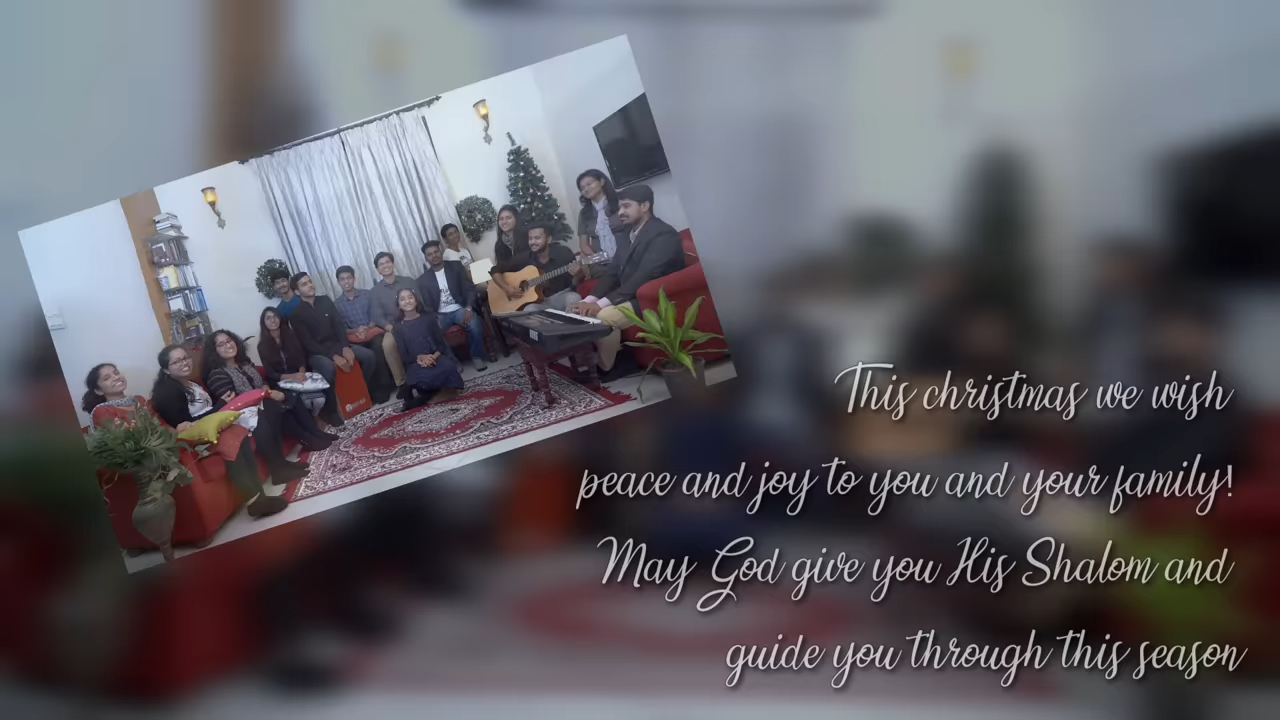 This christmas we wish
peace and joy to you and your family!
May God give you His Shalom and
guide you through this season